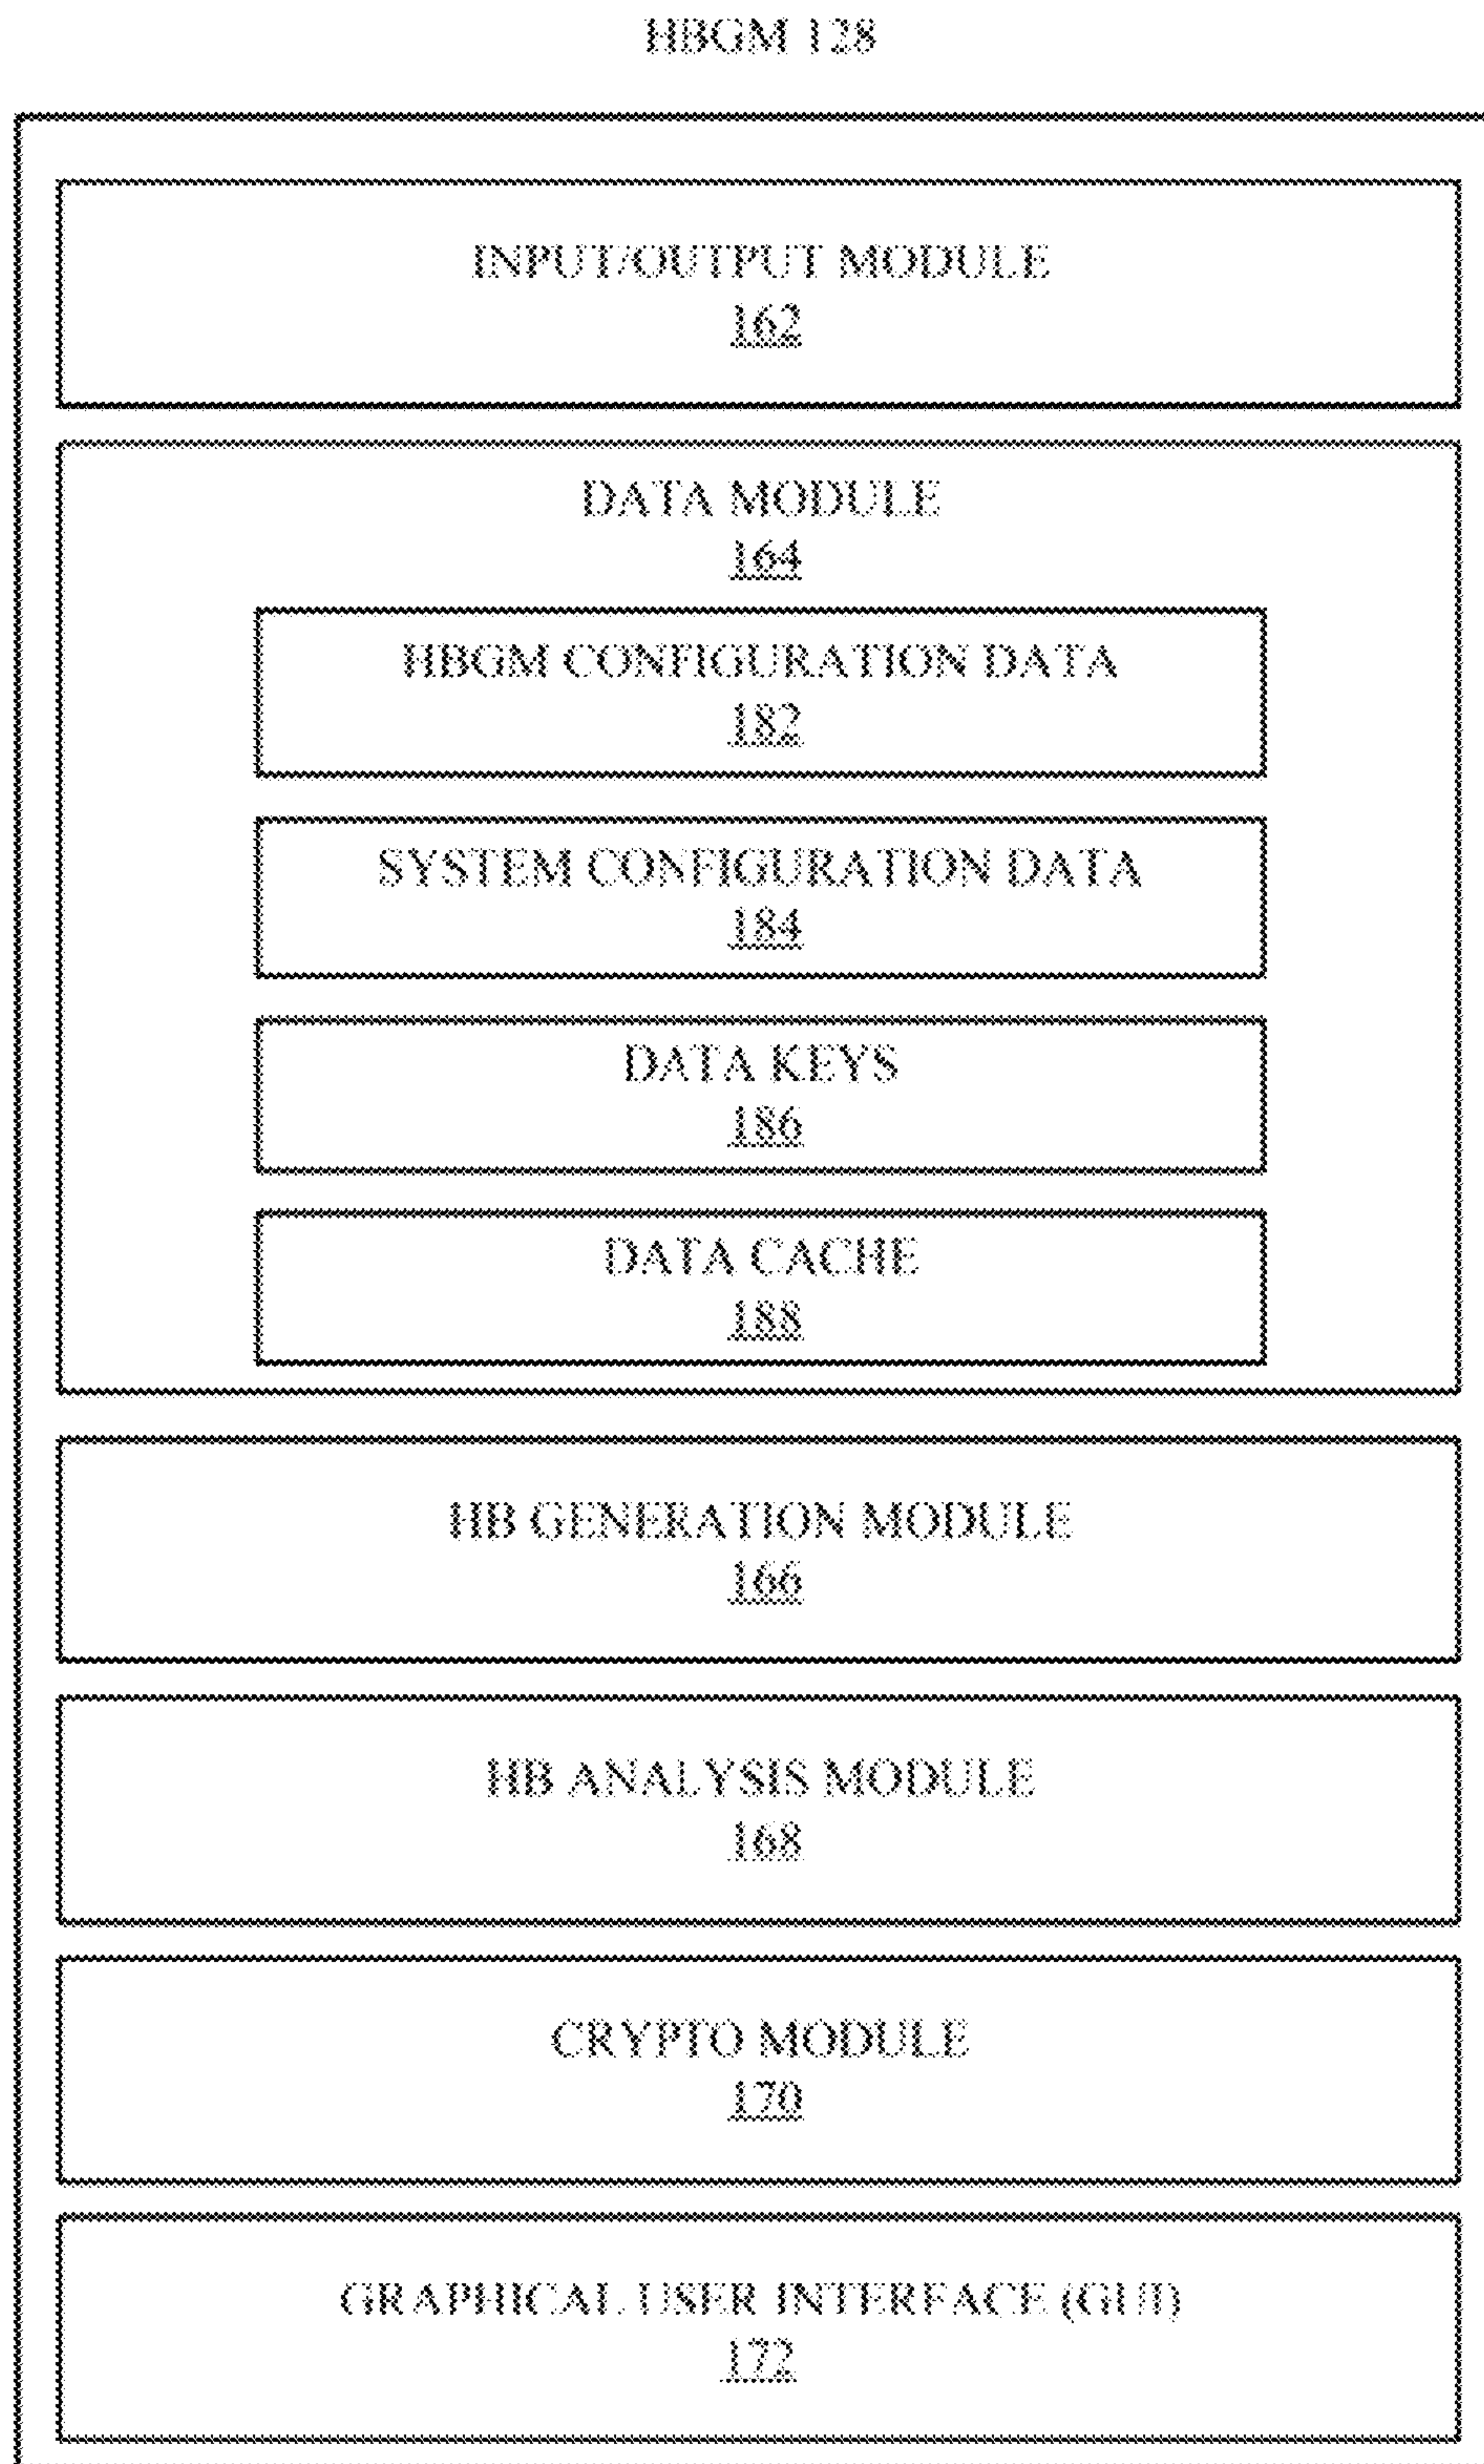 HBGM 128
INPUT/OUTPUT MODULE
162
DATA MODULE
164
HBGM CONFIGURATION DATA
182
SYSTEM CONFIGURATION DATA
184
DATA KEYS
186
DATA CACHE
188
HB GENERATION MODULE
166
HB ANALYSIS MODULE
168
CRYPTO MODULE
170
GRAPHICAL USER INTERFACE (GUI)
172